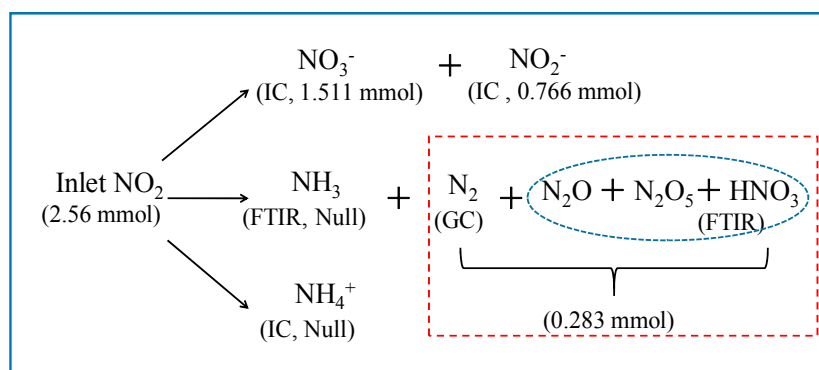 NO₃⁻ + NO₂⁻
(IC, 1.511 mmol) (IC , 0.766 mmol)
Inlet NO₂
(2.56 mmol)
NH₃ + N₂ + N₂O + N₂O₅ + HNO₃
(FTIR, Null) (GC) (FTIR)
(0.283 mmol)
NH₄⁺
(IC, Null)